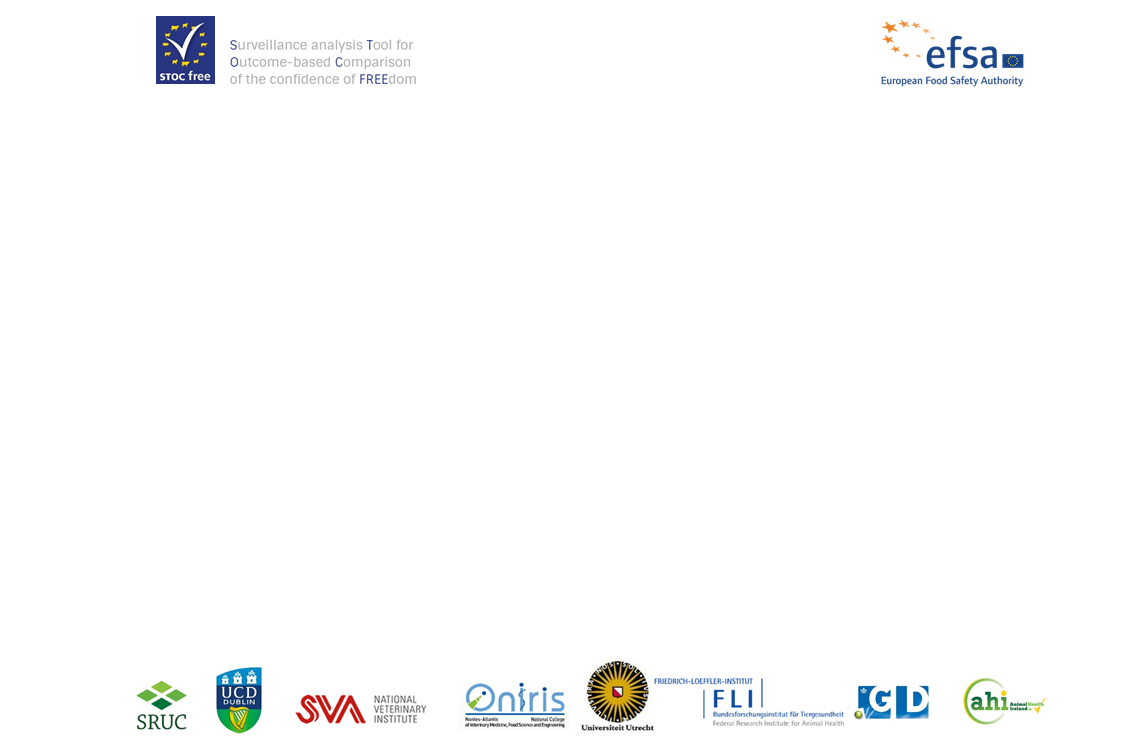 STOC free
Surveillance analysis Tool for
Outcome-based Comparison
of the confidence of FREEdom
efsa
European Food Safety Authority
SRUC
UCD
DUBLIN
SVA
NATIONAL
VETERINARY
INSTITUTE
Oniris
Nantes-Atlantic National College
of Veterinary Medicine, Food Science and Engineering
Universiteit Utrecht
FRIEDRICH-LOEFFLER-INSTITUT
FLI
Bundesforschungsinstitut für Tiergesundheit
Federal Research Institute for Animal Health
GD
ahi
Animal Health
Ireland